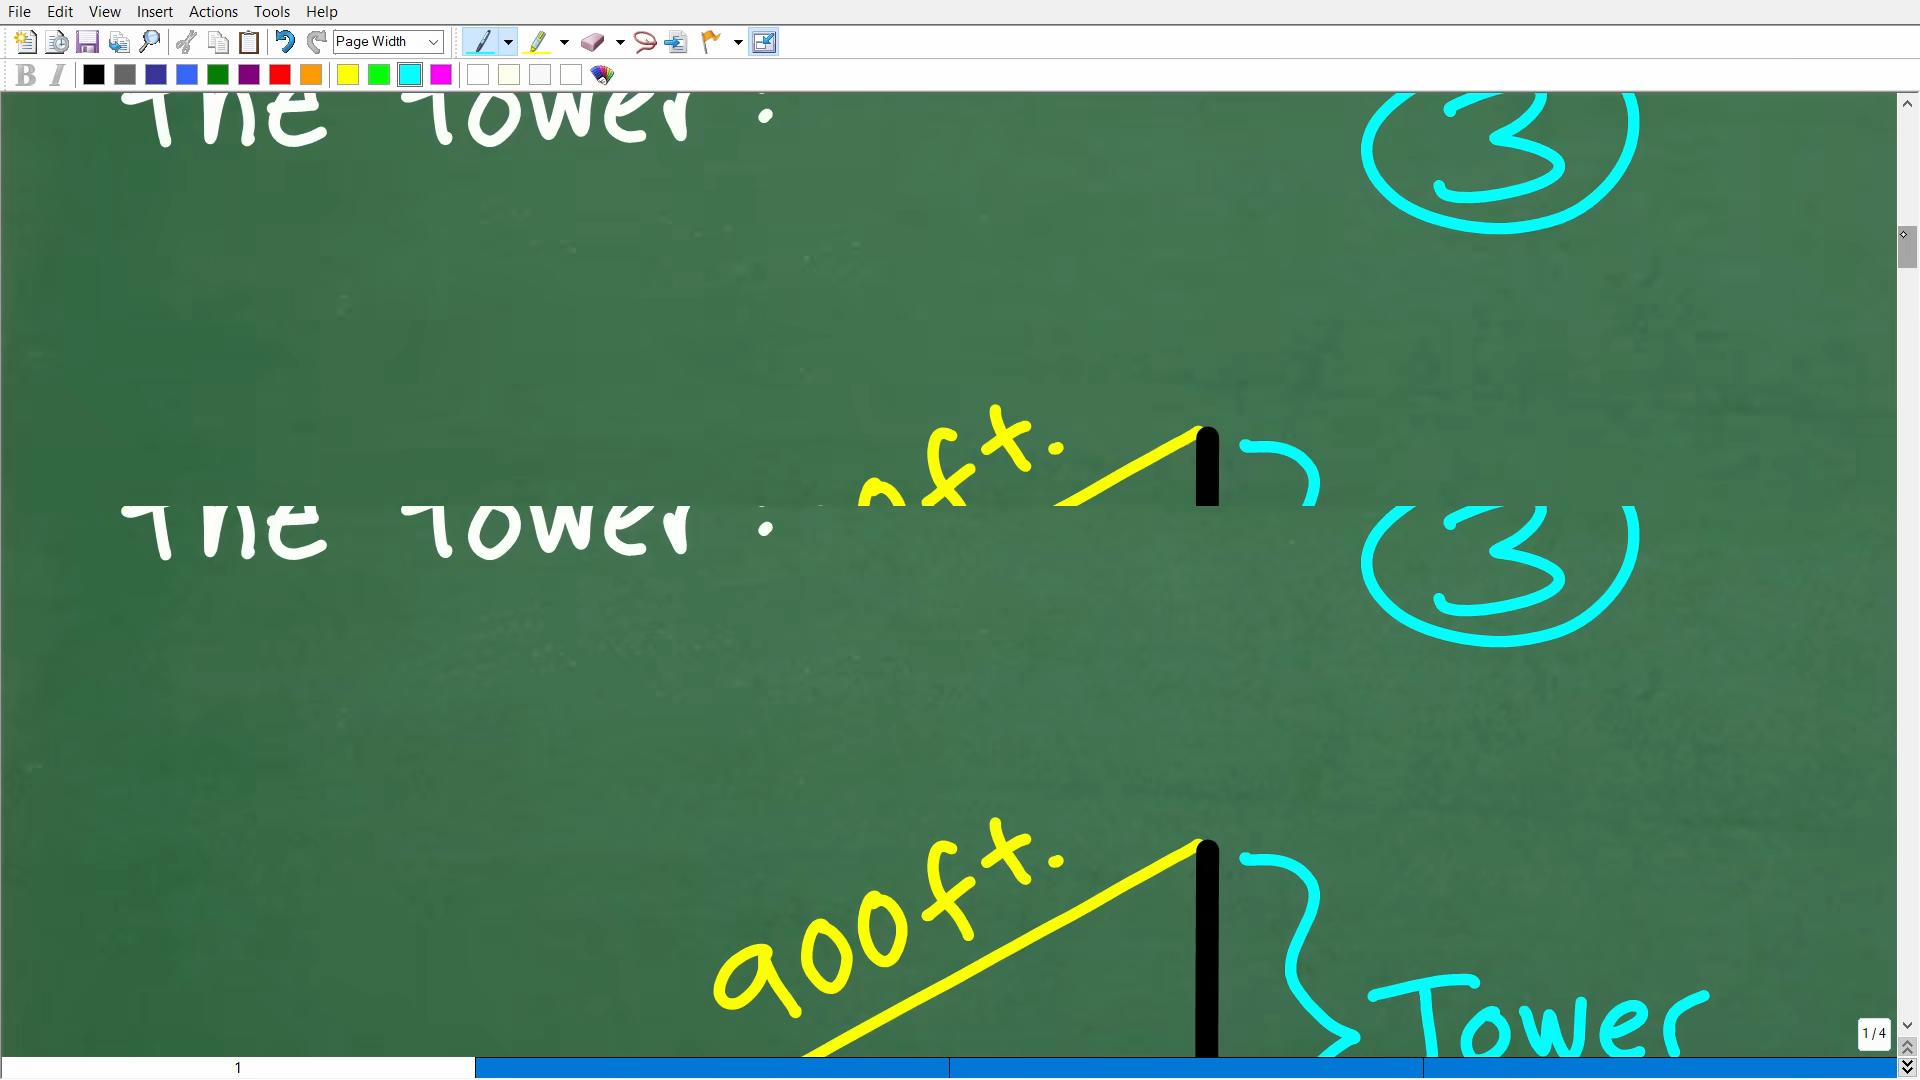 File Edit View Insert Actions Tools Help
Page Width
B I
The Tower :
3
ft.
The Tower :
3
900ft.
Tower
1 / 4
1